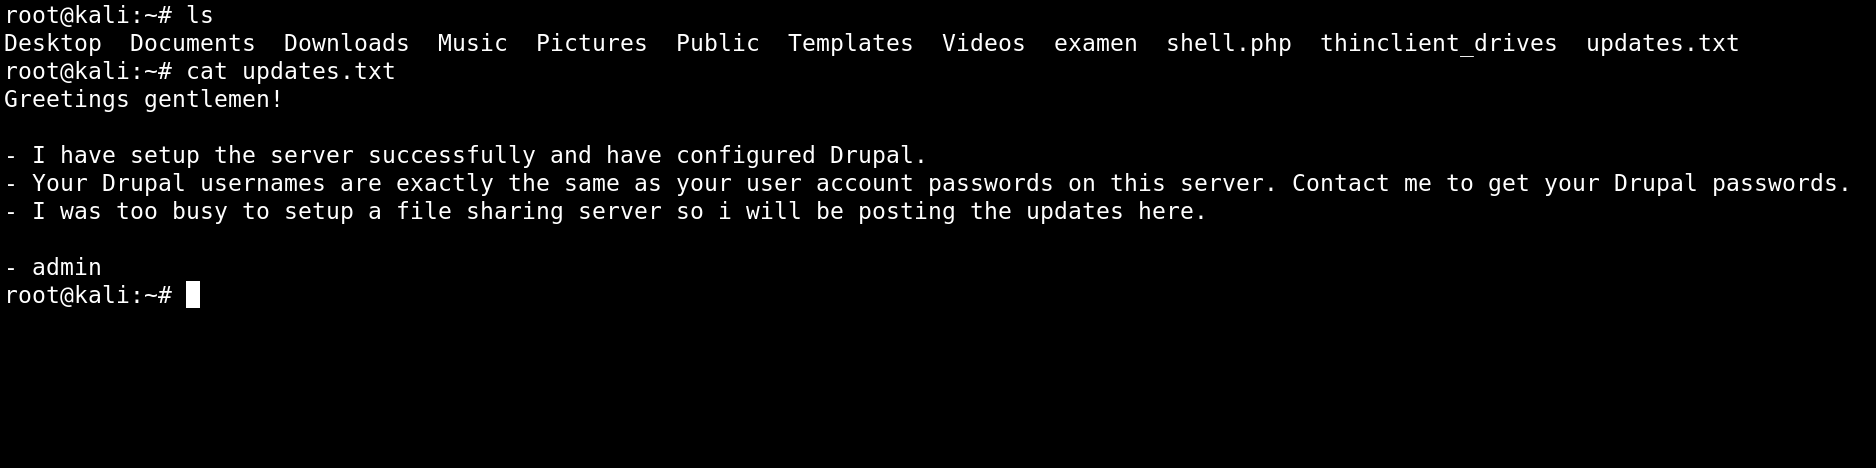 root@kali:~# ls
Desktop  Documents  Downloads  Music  Pictures  Public  Templates  Videos  examen  shell.php  thinclient_drives  updates.txt
root@kali:~# cat updates.txt
Greetings gentlemen!
- I have setup the server successfully and have configured Drupal.
- Your Drupal usernames are exactly the same as your user account passwords on this server. Contact me to get your Drupal passwords.
- I was too busy to setup a file sharing server so i will be posting the updates here.
- admin
root@kali:~#